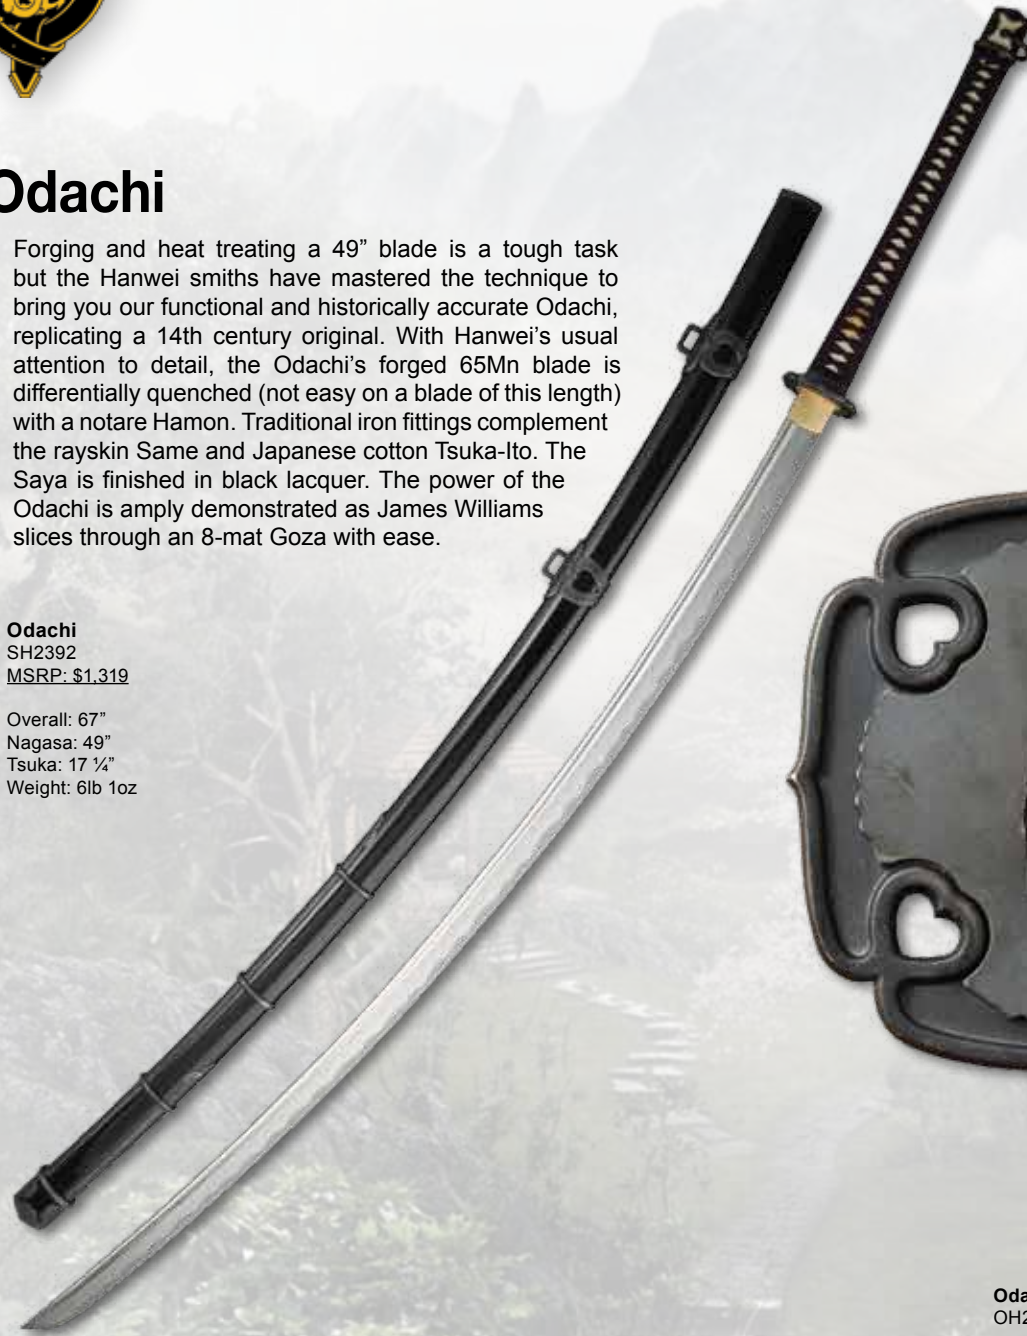 Odachi
Forging and heat treating a 49” blade is a tough task
but the Hanwei smiths have mastered the technique to
bring you our functional and historically accurate Odachi,
replicating a 14th century original. With Hanwei’s usual
attention to detail, the Odachi’s forged 65Mn blade is
differentially quenched (not easy on a blade of this length)
with a notare Hamon. Traditional iron fittings complement
the rayskin Same and Japanese cotton Tsuka-Ito. The
Saya is finished in black lacquer. The power of the
Odachi is amply demonstrated as James Williams
slices through an 8-mat Goza with ease.
Odachi
SH2392
MSRP: $1,319
Overall: 67”
Nagasa: 49”
Tsuka: 17 ¼”
Weight: 6lb 1oz